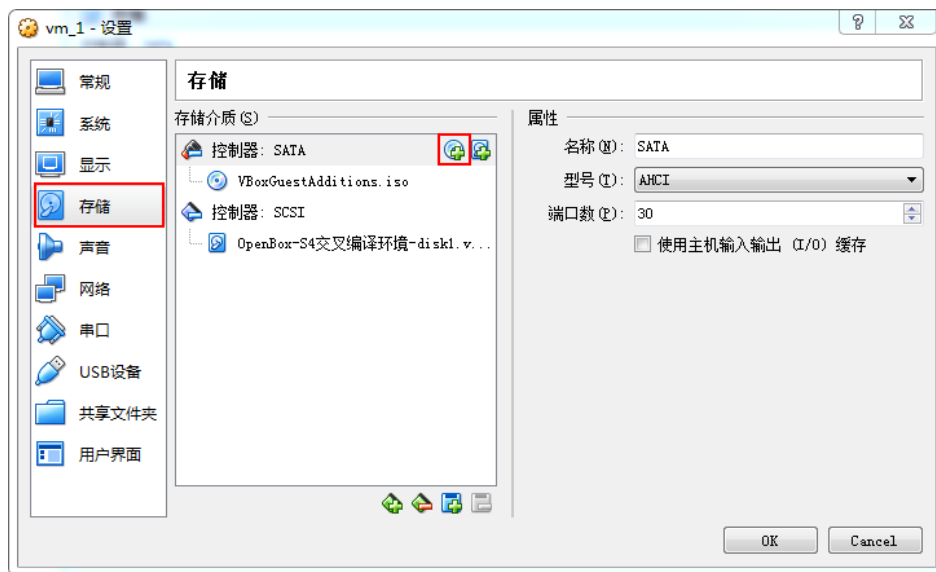 vm_1 - 设置
常规
系统
显示
存储
声音
网络
串口
USB设备
共享文件夹
用户界面
存储
存储介质(S)
控制器: SATA
VBoxGuestAdditions.iso
控制器: SCSI
OpenBox-S4交叉编译环境-disk1.v...
属性
名称(N): SATA
型号(T): AHCI
端口数(P): 30
使用主机输入输出 (I/O) 缓存
OK
Cancel